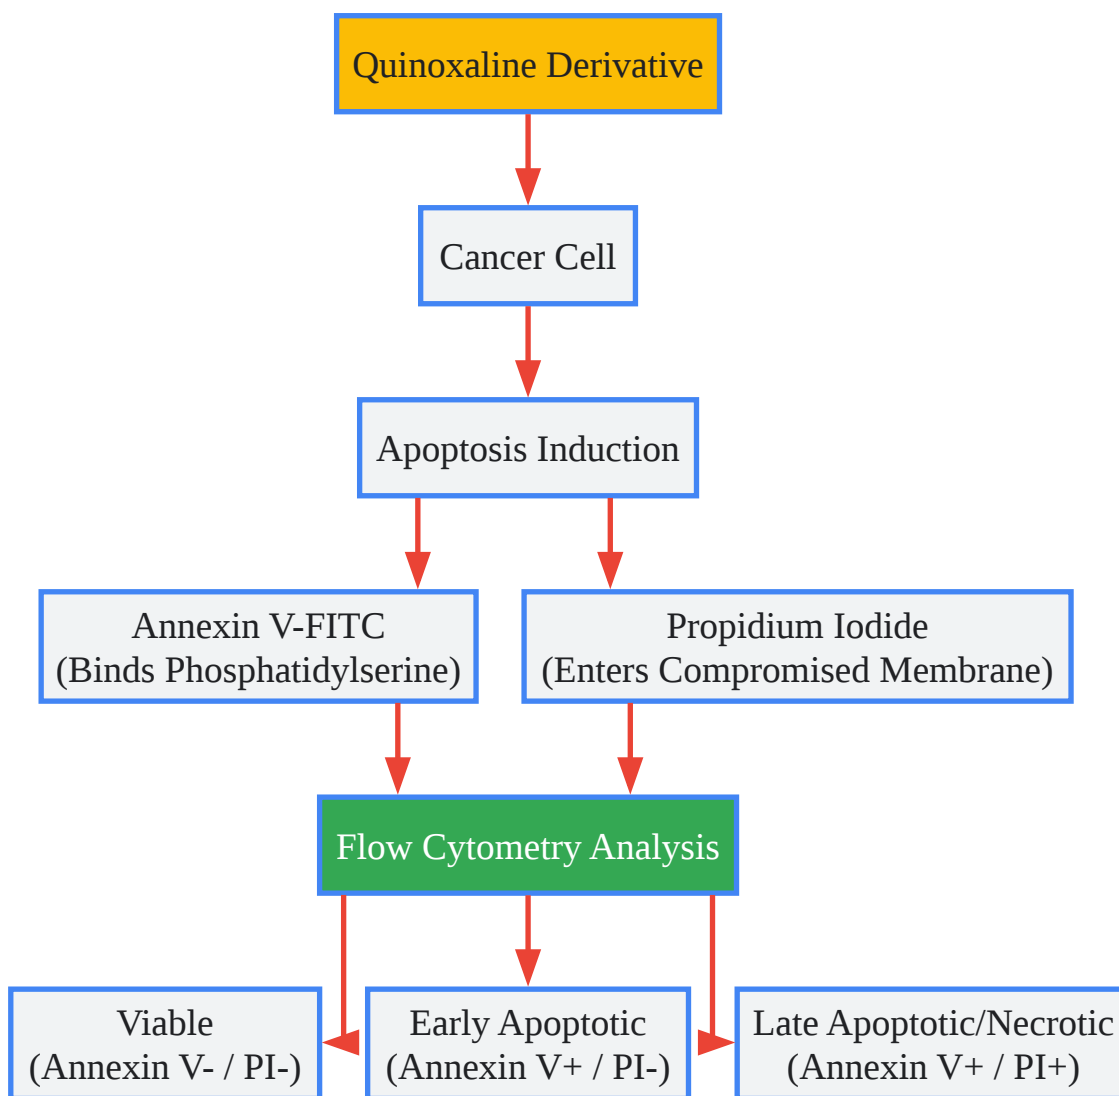 Quinoxaline Derivative
Cancer Cell
Apoptosis Induction
Annexin V-FITC
(Binds Phosphatidylserine)
Propidium Iodide
(Enters Compromised Membrane)
Flow Cytometry Analysis
Viable
(Annexin V- / PI-)
Early Apoptotic
(Annexin V+ / PI-)
Late Apoptotic/Necrotic
(Annexin V+ / PI+)